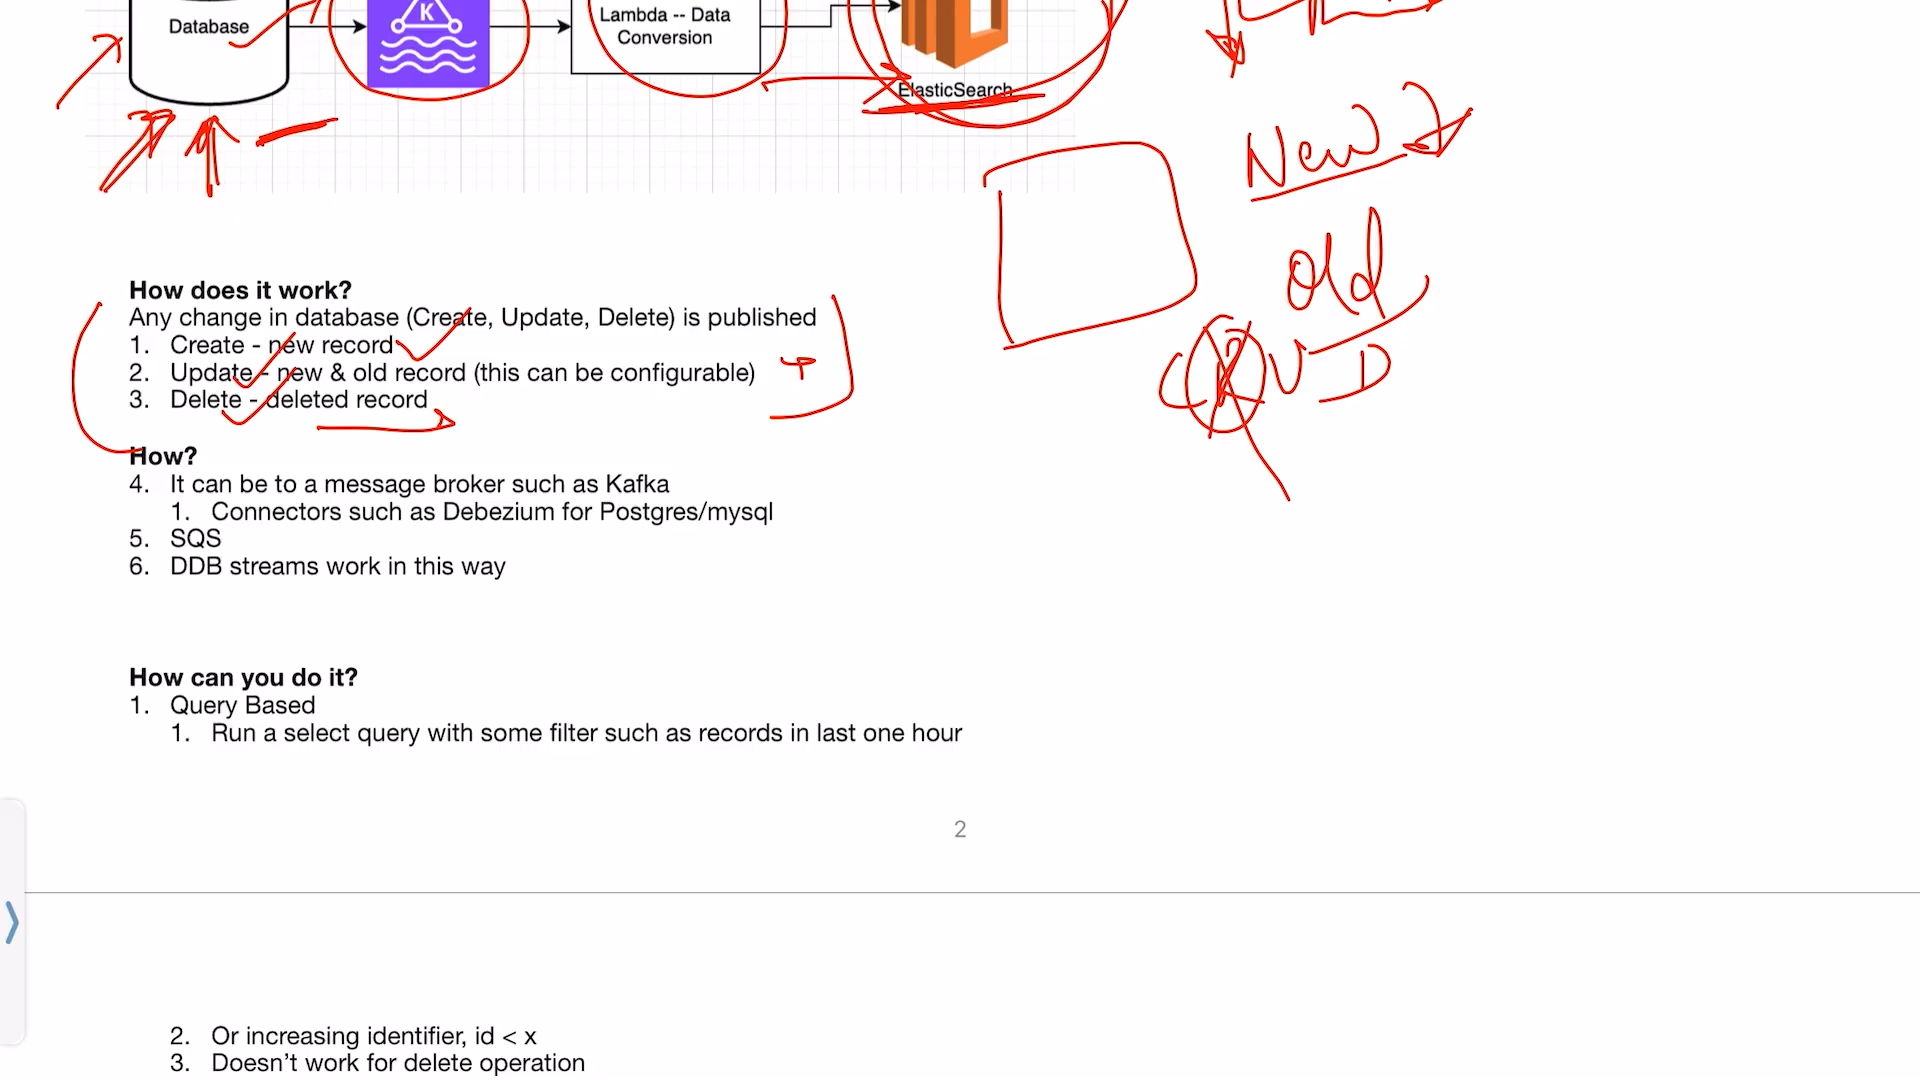 Database
K
Lambda -- Data
Conversion
ElasticSearch
New
old
How does it work?
Any change in database (Create, Update, Delete) is published
1. Create - new record
2. Update - new & old record (this can be configurable)
3. Delete - deleted record
C R U D
How?
4. It can be to a message broker such as Kafka
1. Connectors such as Debezium for Postgres/mysql
5. SQS
6. DDB streams work in this way
How can you do it?
1. Query Based
1. Run a select query with some filter such as records in last one hour
2
2. Or increasing identifier, id < x
3. Doesn’t work for delete operation